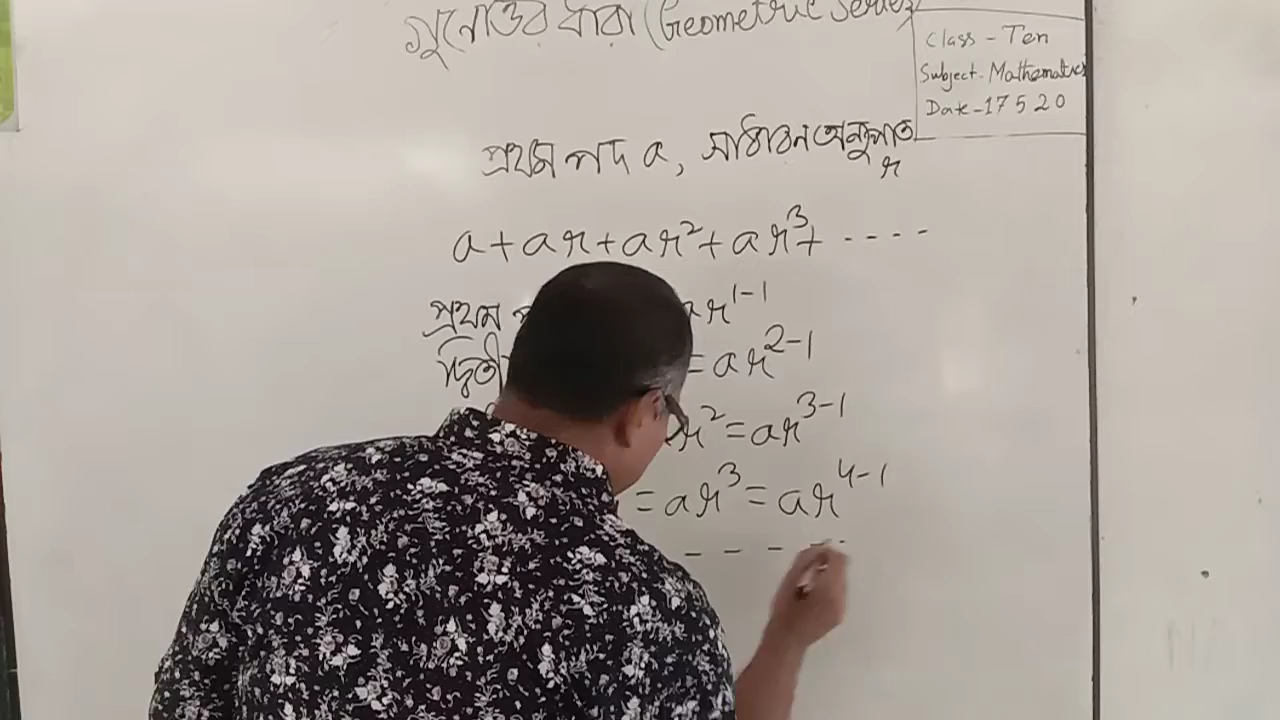 গুনোত্তর ধারা (Geometric Series)
Class - Ten
Subject - Mathematics
Date - 17 5 20
প্রথম পদ a, সাধারন অনুপাত r
a + ar + ar² + ar³ + ----
প্রথম ar¹⁻¹
= ar²⁻¹
r² = ar³⁻¹
= ar³ = ar⁴⁻¹
- - - - -